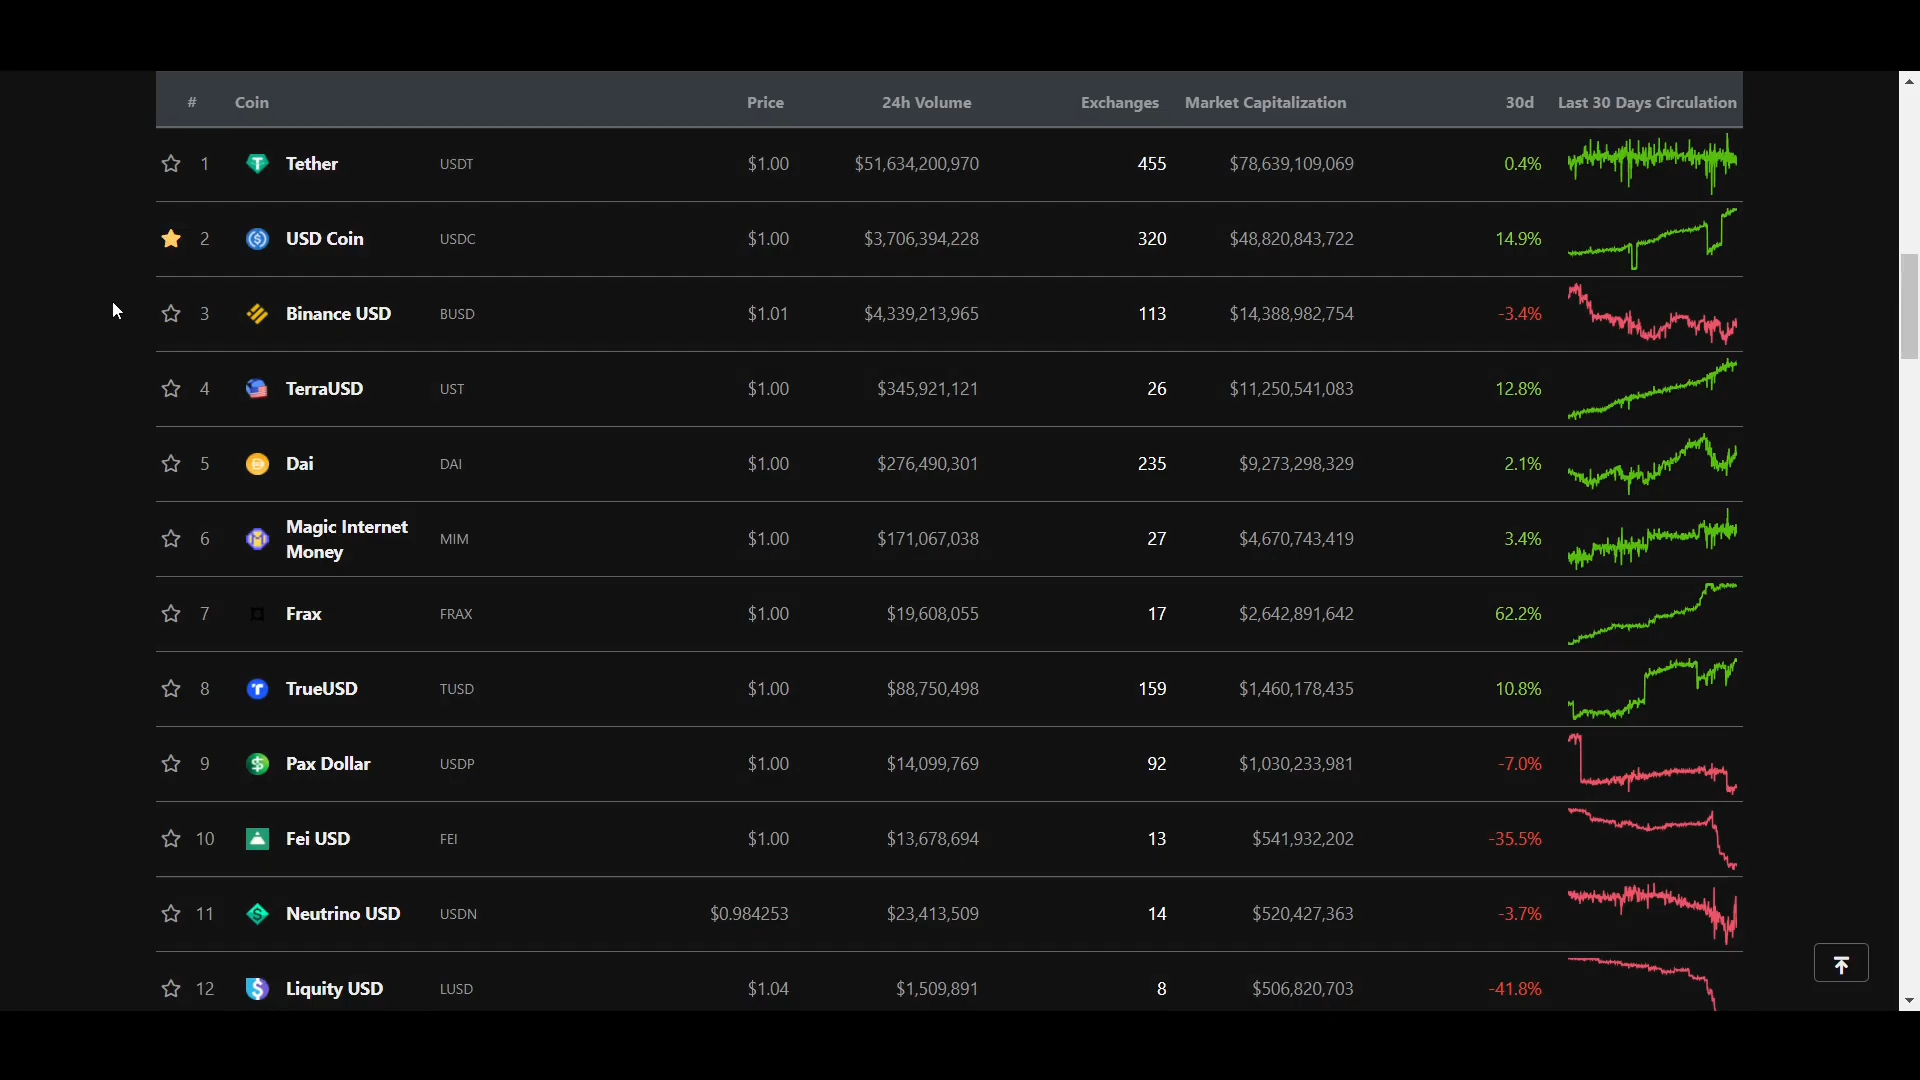 # Coin Price 24h Volume Exchanges Market Capitalization 30d Last 30 Days Circulation
1 Tether USDT $1.00 $51,634,200,970 455 $78,639,109,069 0.4%
2 USD Coin USDC $1.00 $3,706,394,228 320 $48,820,843,722 14.9%
3 Binance USD BUSD $1.01 $4,339,213,965 113 $14,388,982,754 -3.4%
4 TerraUSD UST $1.00 $345,921,121 26 $11,250,541,083 12.8%
5 Dai DAI $1.00 $276,490,301 235 $9,273,298,329 2.1%
6 Magic Internet Money MIM $1.00 $171,067,038 27 $4,670,743,419 3.4%
7 Frax FRAX $1.00 $19,608,055 17 $2,642,891,642 62.2%
8 TrueUSD TUSD $1.00 $88,750,498 159 $1,460,178,435 10.8%
9 Pax Dollar USDP $1.00 $14,099,769 92 $1,030,233,981 -7.0%
10 Fei USD FEI $1.00 $13,678,694 13 $541,932,202 -35.5%
11 Neutrino USD USDN $0.984253 $23,413,509 14 $520,427,363 -3.7%
12 Liquity USD LUSD $1.04 $1,509,891 8 $506,820,703 -41.8%